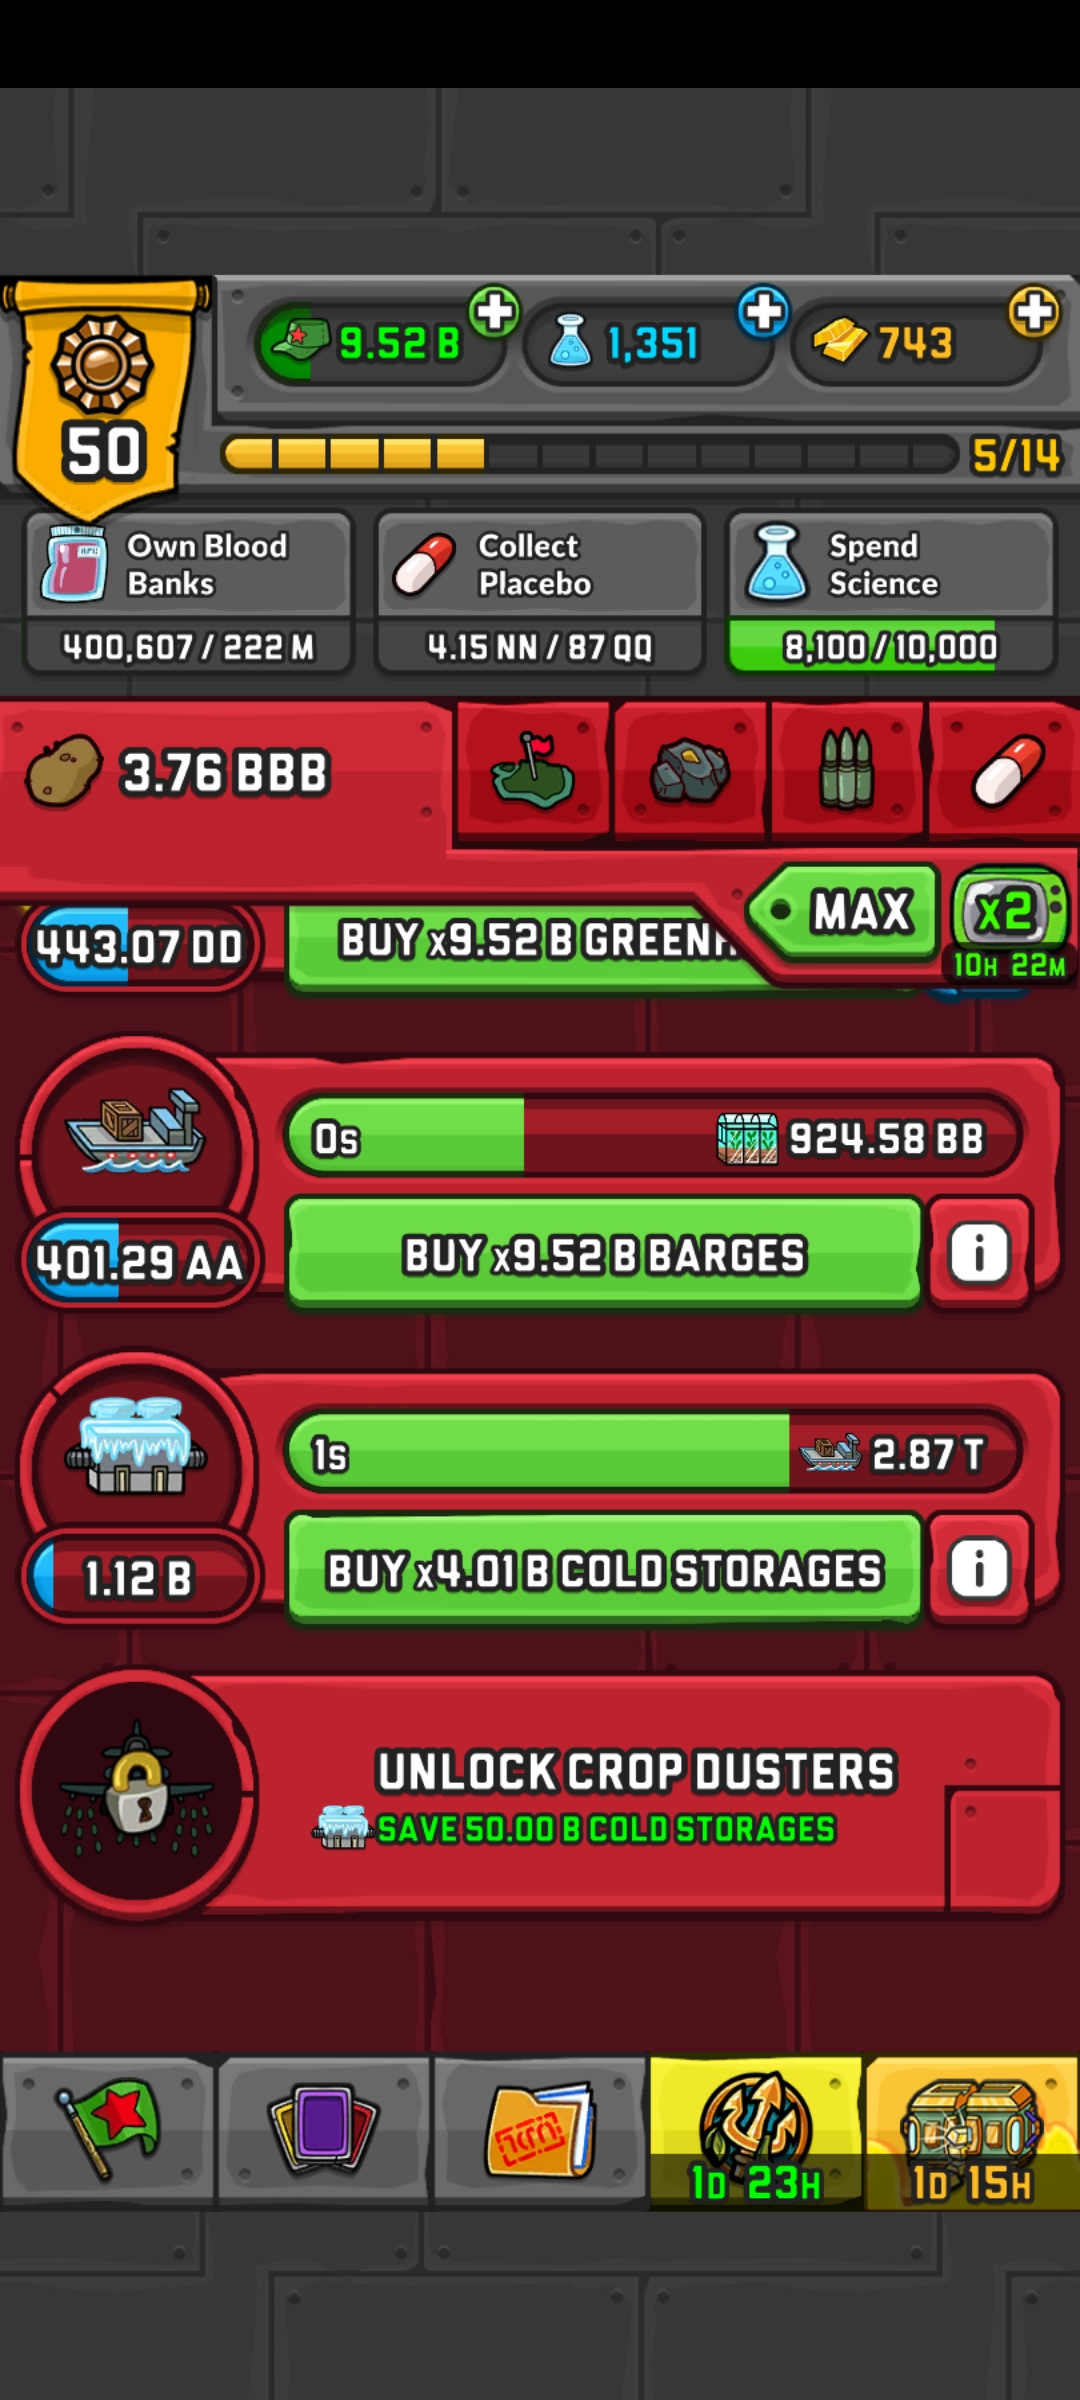 9.52 B
1,351
743
50
5/14
Own Blood
Banks
400,607 / 222 M
Collect
Placebo
4.15 NN / 87 QQ
Spend
Science
8,100 / 10,000
3.76 BBB
MAX
x2
10H 22M
443.07 DD
BUY x9.52 B GREENH
0s
924.58 BB
401.29 AA
BUY x9.52 B BARGES
i
1s
2.87 T
1.12 B
BUY x4.01 B COLD STORAGES
i
UNLOCK CROP DUSTERS
SAVE 50.00 B COLD STORAGES
1D 23H
1D 15H